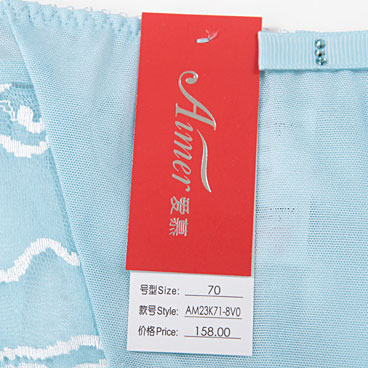 Aimer 爱慕
号型Size: 70
款号Style: AM23K71-8V0
价格Price: 158.00